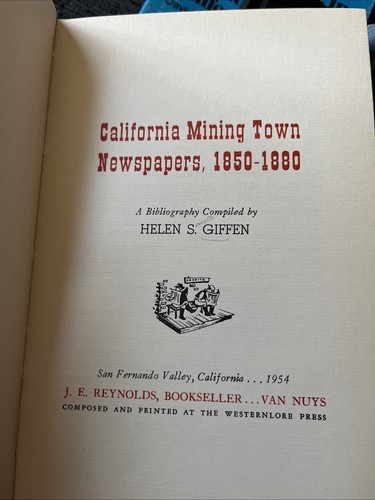 California Mining Town
Newspapers, 1850-1880
A Bibliography Compiled by
HELEN S. GIFFEN
San Fernando Valley, California ... 1954
J. E. REYNOLDS, BOOKSELLER ... VAN NUYS
COMPOSED AND PRINTED AT THE WESTERNLORE PRESS